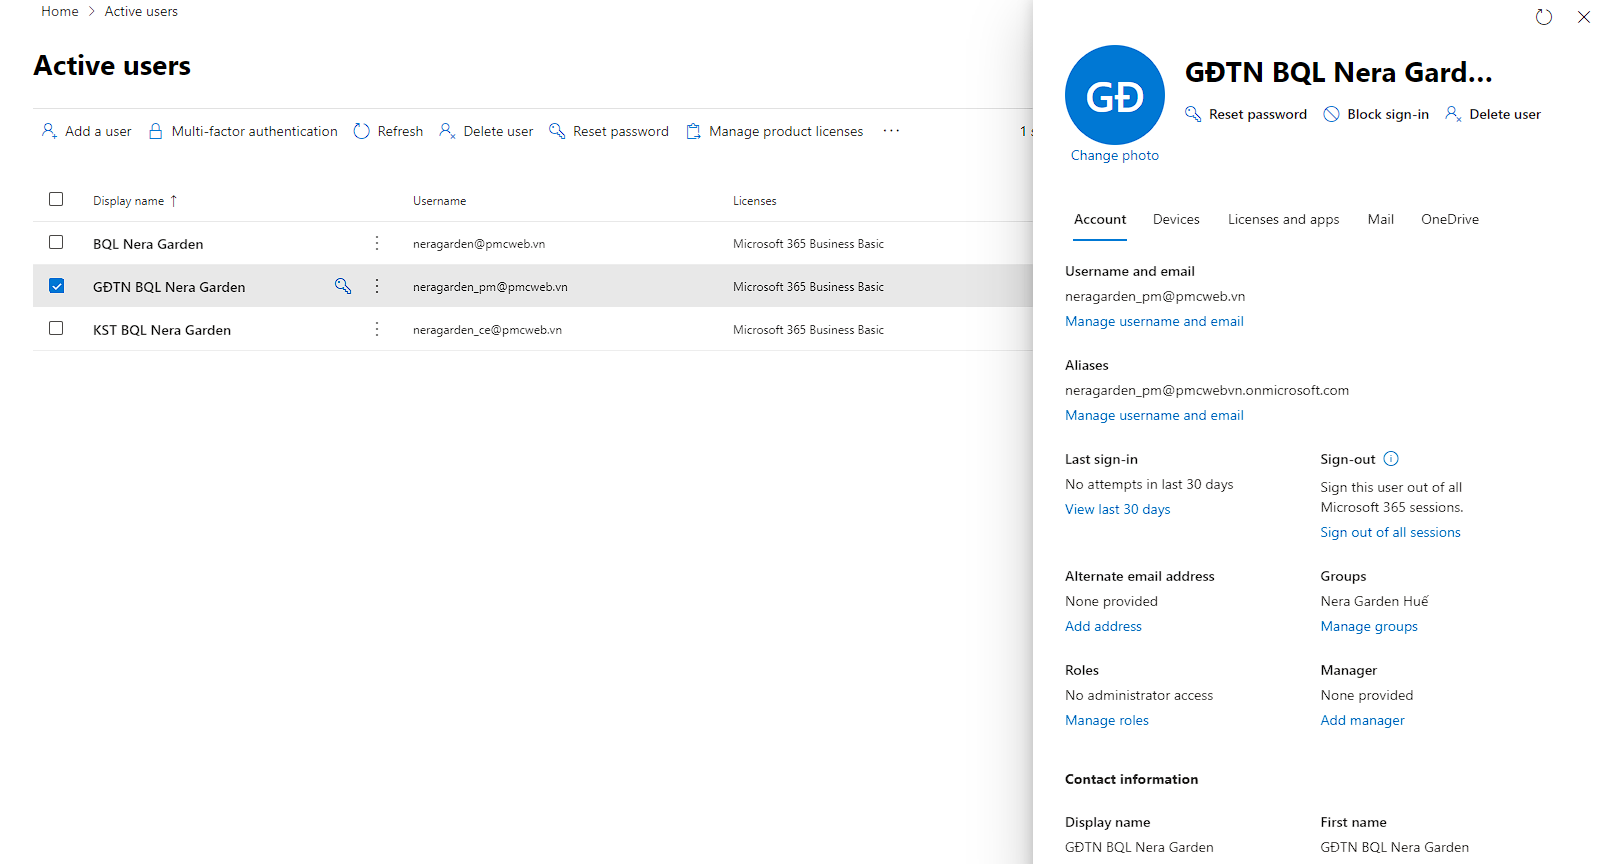 Home > Active users
Active users
Add a user Multi-factor authentication Refresh Delete user Reset password Manage product licenses ... 1
Display name ↑ Username Licenses
BQL Nera Garden neragarden@pmcweb.vn Microsoft 365 Business Basic
GĐTN BQL Nera Garden neragarden_pm@pmcweb.vn Microsoft 365 Business Basic
KST BQL Nera Garden neragarden_ce@pmcweb.vn Microsoft 365 Business Basic
GĐ
Change photo
GĐTN BQL Nera Gard...
Reset password Block sign-in Delete user
Account Devices Licenses and apps Mail OneDrive
Username and email
neragarden_pm@pmcweb.vn
Manage username and email
Aliases
neragarden_pm@pmcwebvn.onmicrosoft.com
Manage username and email
Last sign-in
No attempts in last 30 days
View last 30 days
Sign-out
Sign this user out of all
Microsoft 365 sessions.
Sign out of all sessions
Alternate email address
None provided
Add address
Groups
Nera Garden Huế
Manage groups
Roles
No administrator access
Manage roles
Manager
None provided
Add manager
Contact information
Display name
GĐTN BQL Nera Garden
First name
GĐTN BQL Nera Garden